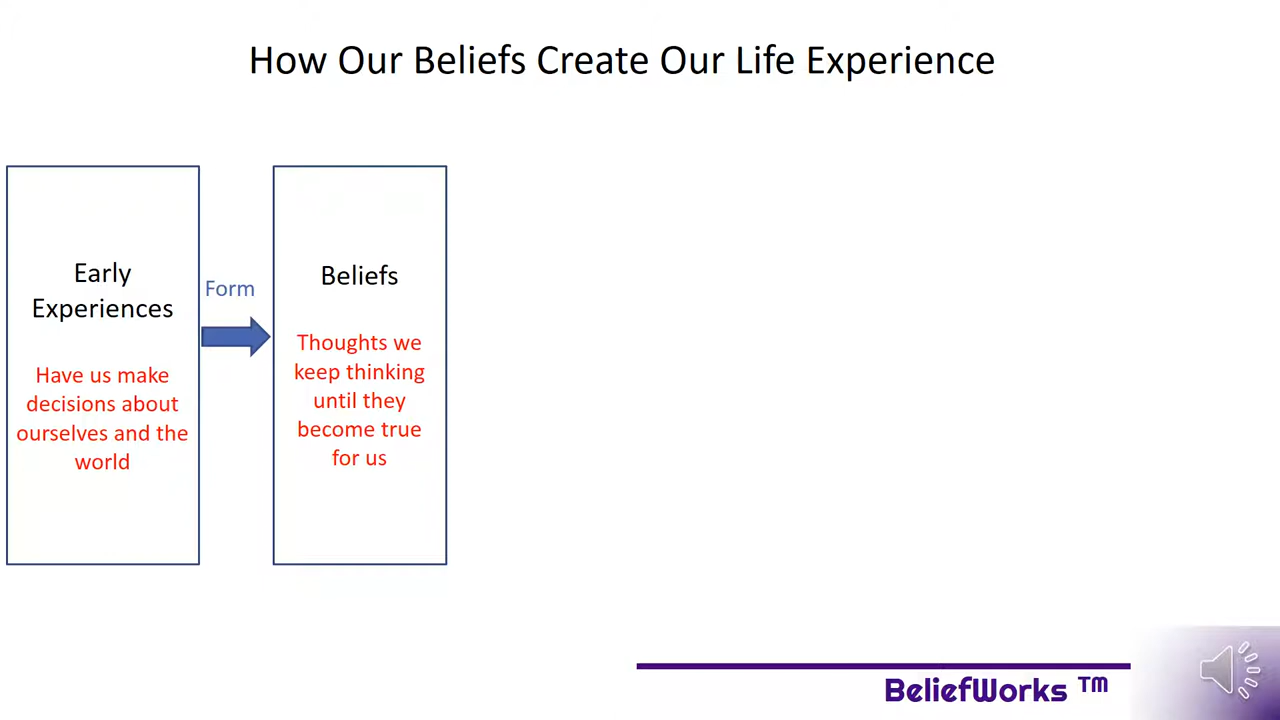 How Our Beliefs Create Our Life Experience
Early
Experiences
Have us make
decisions about
ourselves and the
world
Form
Beliefs
Thoughts we
keep thinking
until they
become true
for us
BeliefWorks ™